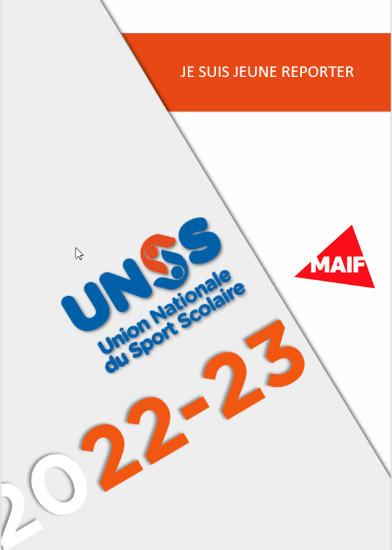 JE SUIS JEUNE REPORTER
MAIF
UNSS
Union Nationale
du Sport Scolaire
2022-23